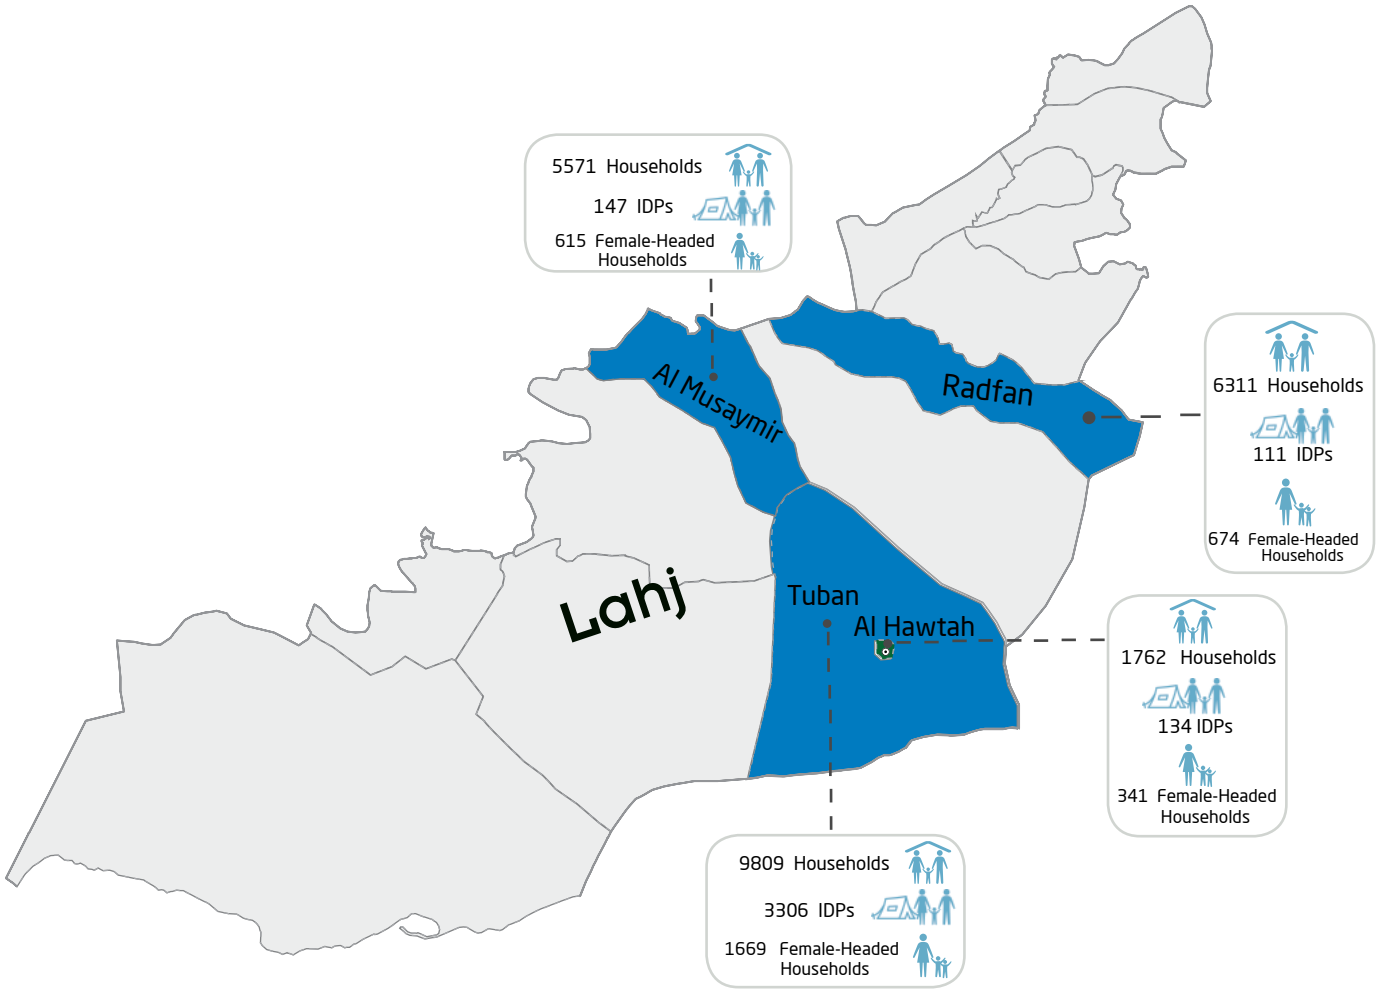 5571 Households
147 IDPs
615 Female-Headed
Households
Al Musaymir
Radfan
6311 Households
111 IDPs
674 Female-Headed
Households
Lahj
Tuban
Al Hawtah
1762 Households
134 IDPs
341 Female-Headed
Households
9809 Households
3306 IDPs
1669 Female-Headed
Households